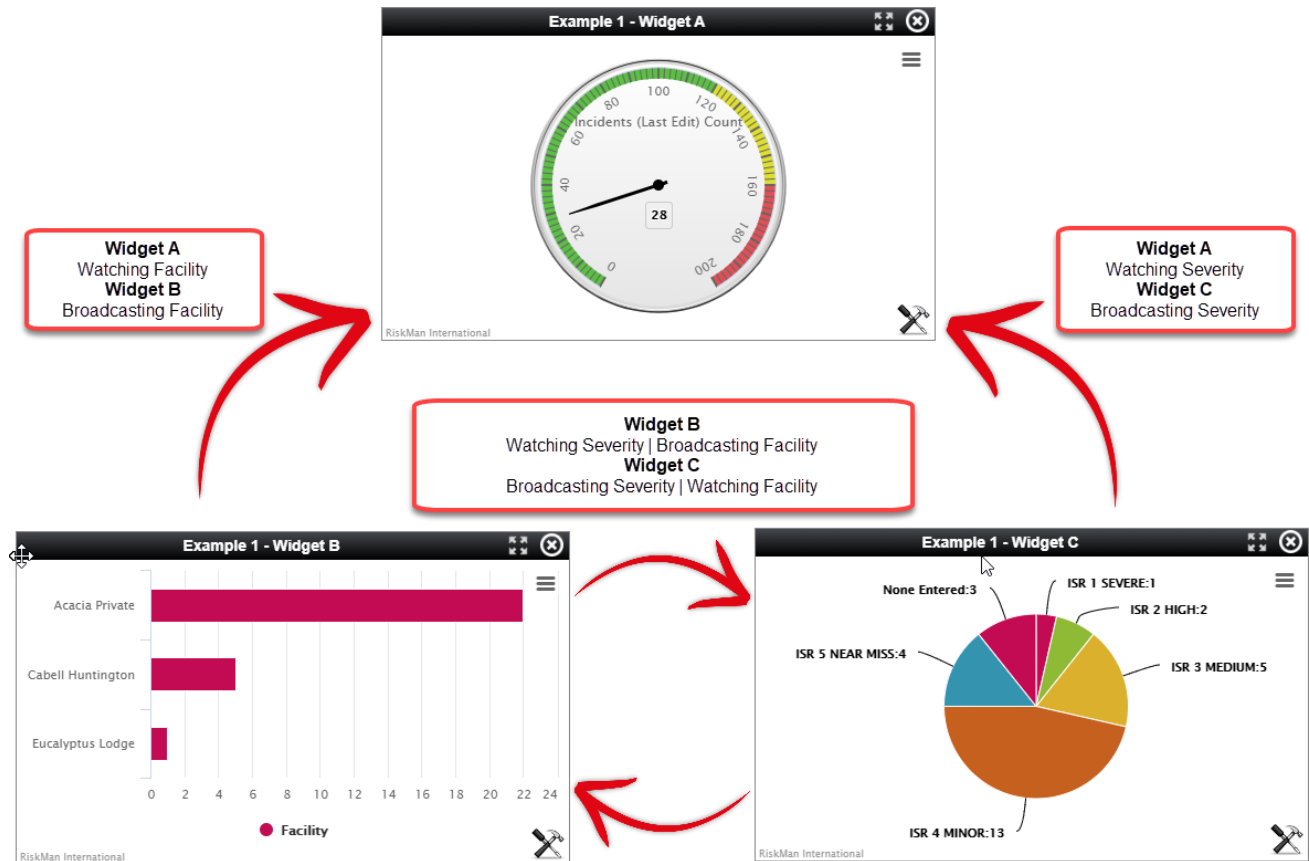 Example 1 - Widget A
Incidents (Last Edit) Count
0
20
40
60
80
100
120
140
160
180
200
28
RiskMan International
Widget A
Watching Facility
Widget B
Broadcasting Facility
Widget A
Watching Severity
Widget C
Broadcasting Severity
Widget B
Watching Severity | Broadcasting Facility
Widget C
Broadcasting Severity | Watching Facility
Example 1 - Widget B
Acacia Private
Cabell Huntington
Eucalyptus Lodge
0 2 4 6 8 10 12 14 16 18 20 22 24
Facility
RiskMan International
Example 1 - Widget C
None Entered:3
ISR 1 SEVERE:1
ISR 2 HIGH:2
ISR 5 NEAR MISS:4
ISR 3 MEDIUM:5
ISR 4 MINOR:13
RiskMan International